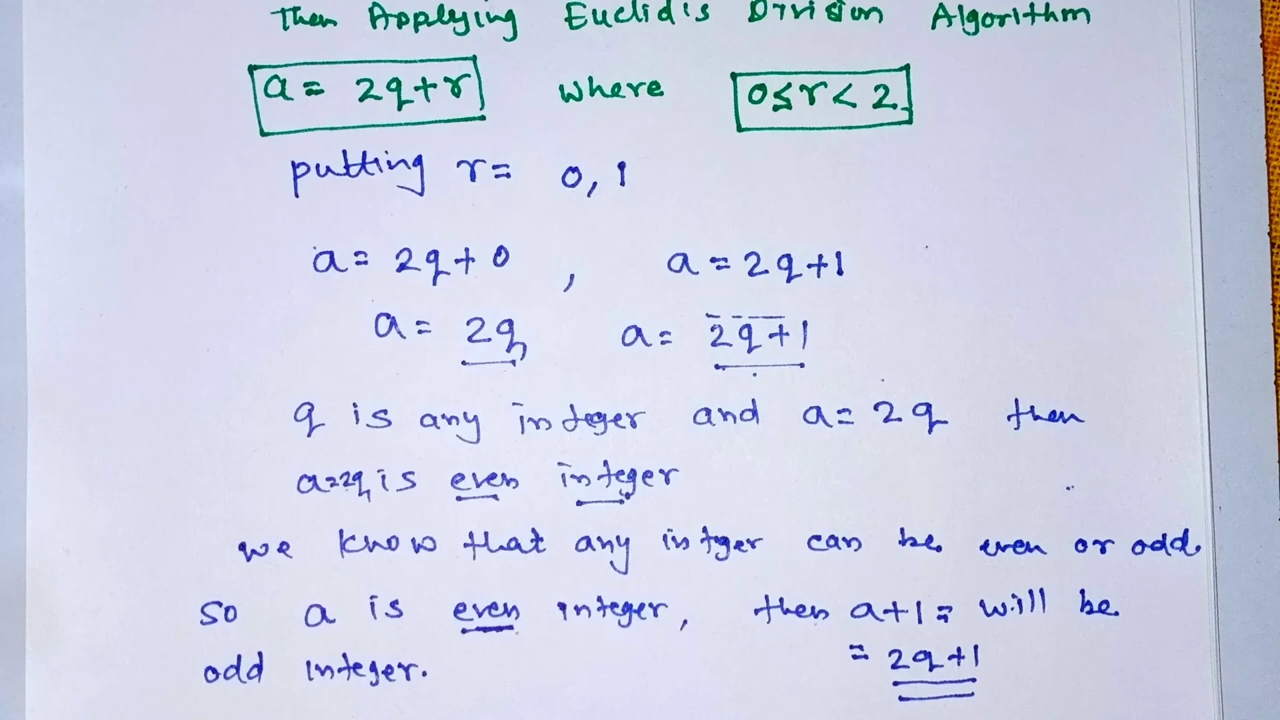 Then Applying Euclid's Division Algorithm
a = 2q+r where 0≤r<2
putting r= 0, 1
a= 2q+0 , a=2q+1
a= 2q a= 2q+1
q is any integer and a=2q then
a=2q is even integer
we know that any integer can be even or odd.
So a is even integer, then a+1= will be
odd integer. = 2q+1